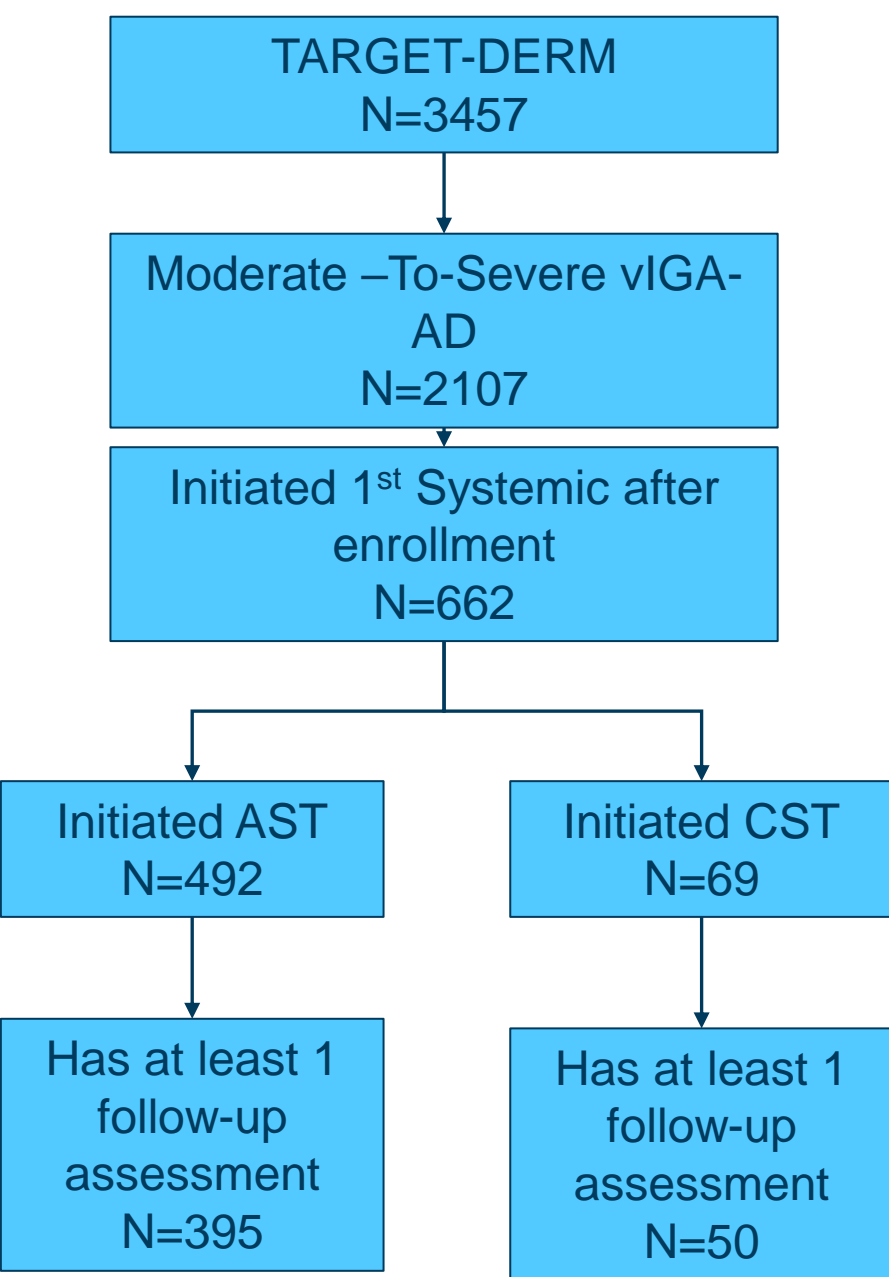 TARGET-DERM
N=3457
Moderate –To-Severe vIGA-
AD
N=2107
Initiated 1st Systemic after
enrollment
N=662
Initiated AST
N=492
Initiated CST
N=69
Has at least 1
follow-up
assessment
N=395
Has at least 1
follow-up
assessment
N=50